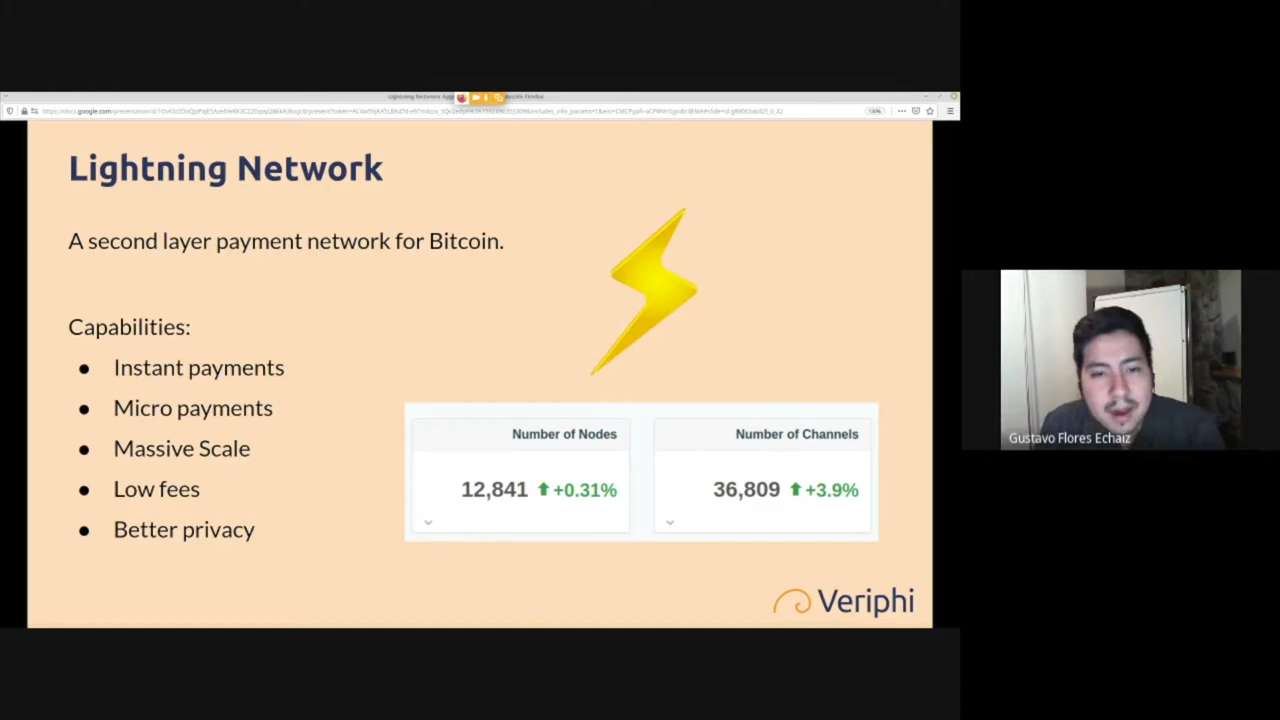 Lightning Network
A second layer payment network for Bitcoin.
Capabilities:
● Instant payments
● Micro payments
● Massive Scale
● Low fees
● Better privacy
Number of Nodes
12,841 +0.31%
Number of Channels
36,809 +3.9%
Veriphi
Gustavo Flores Echaiz